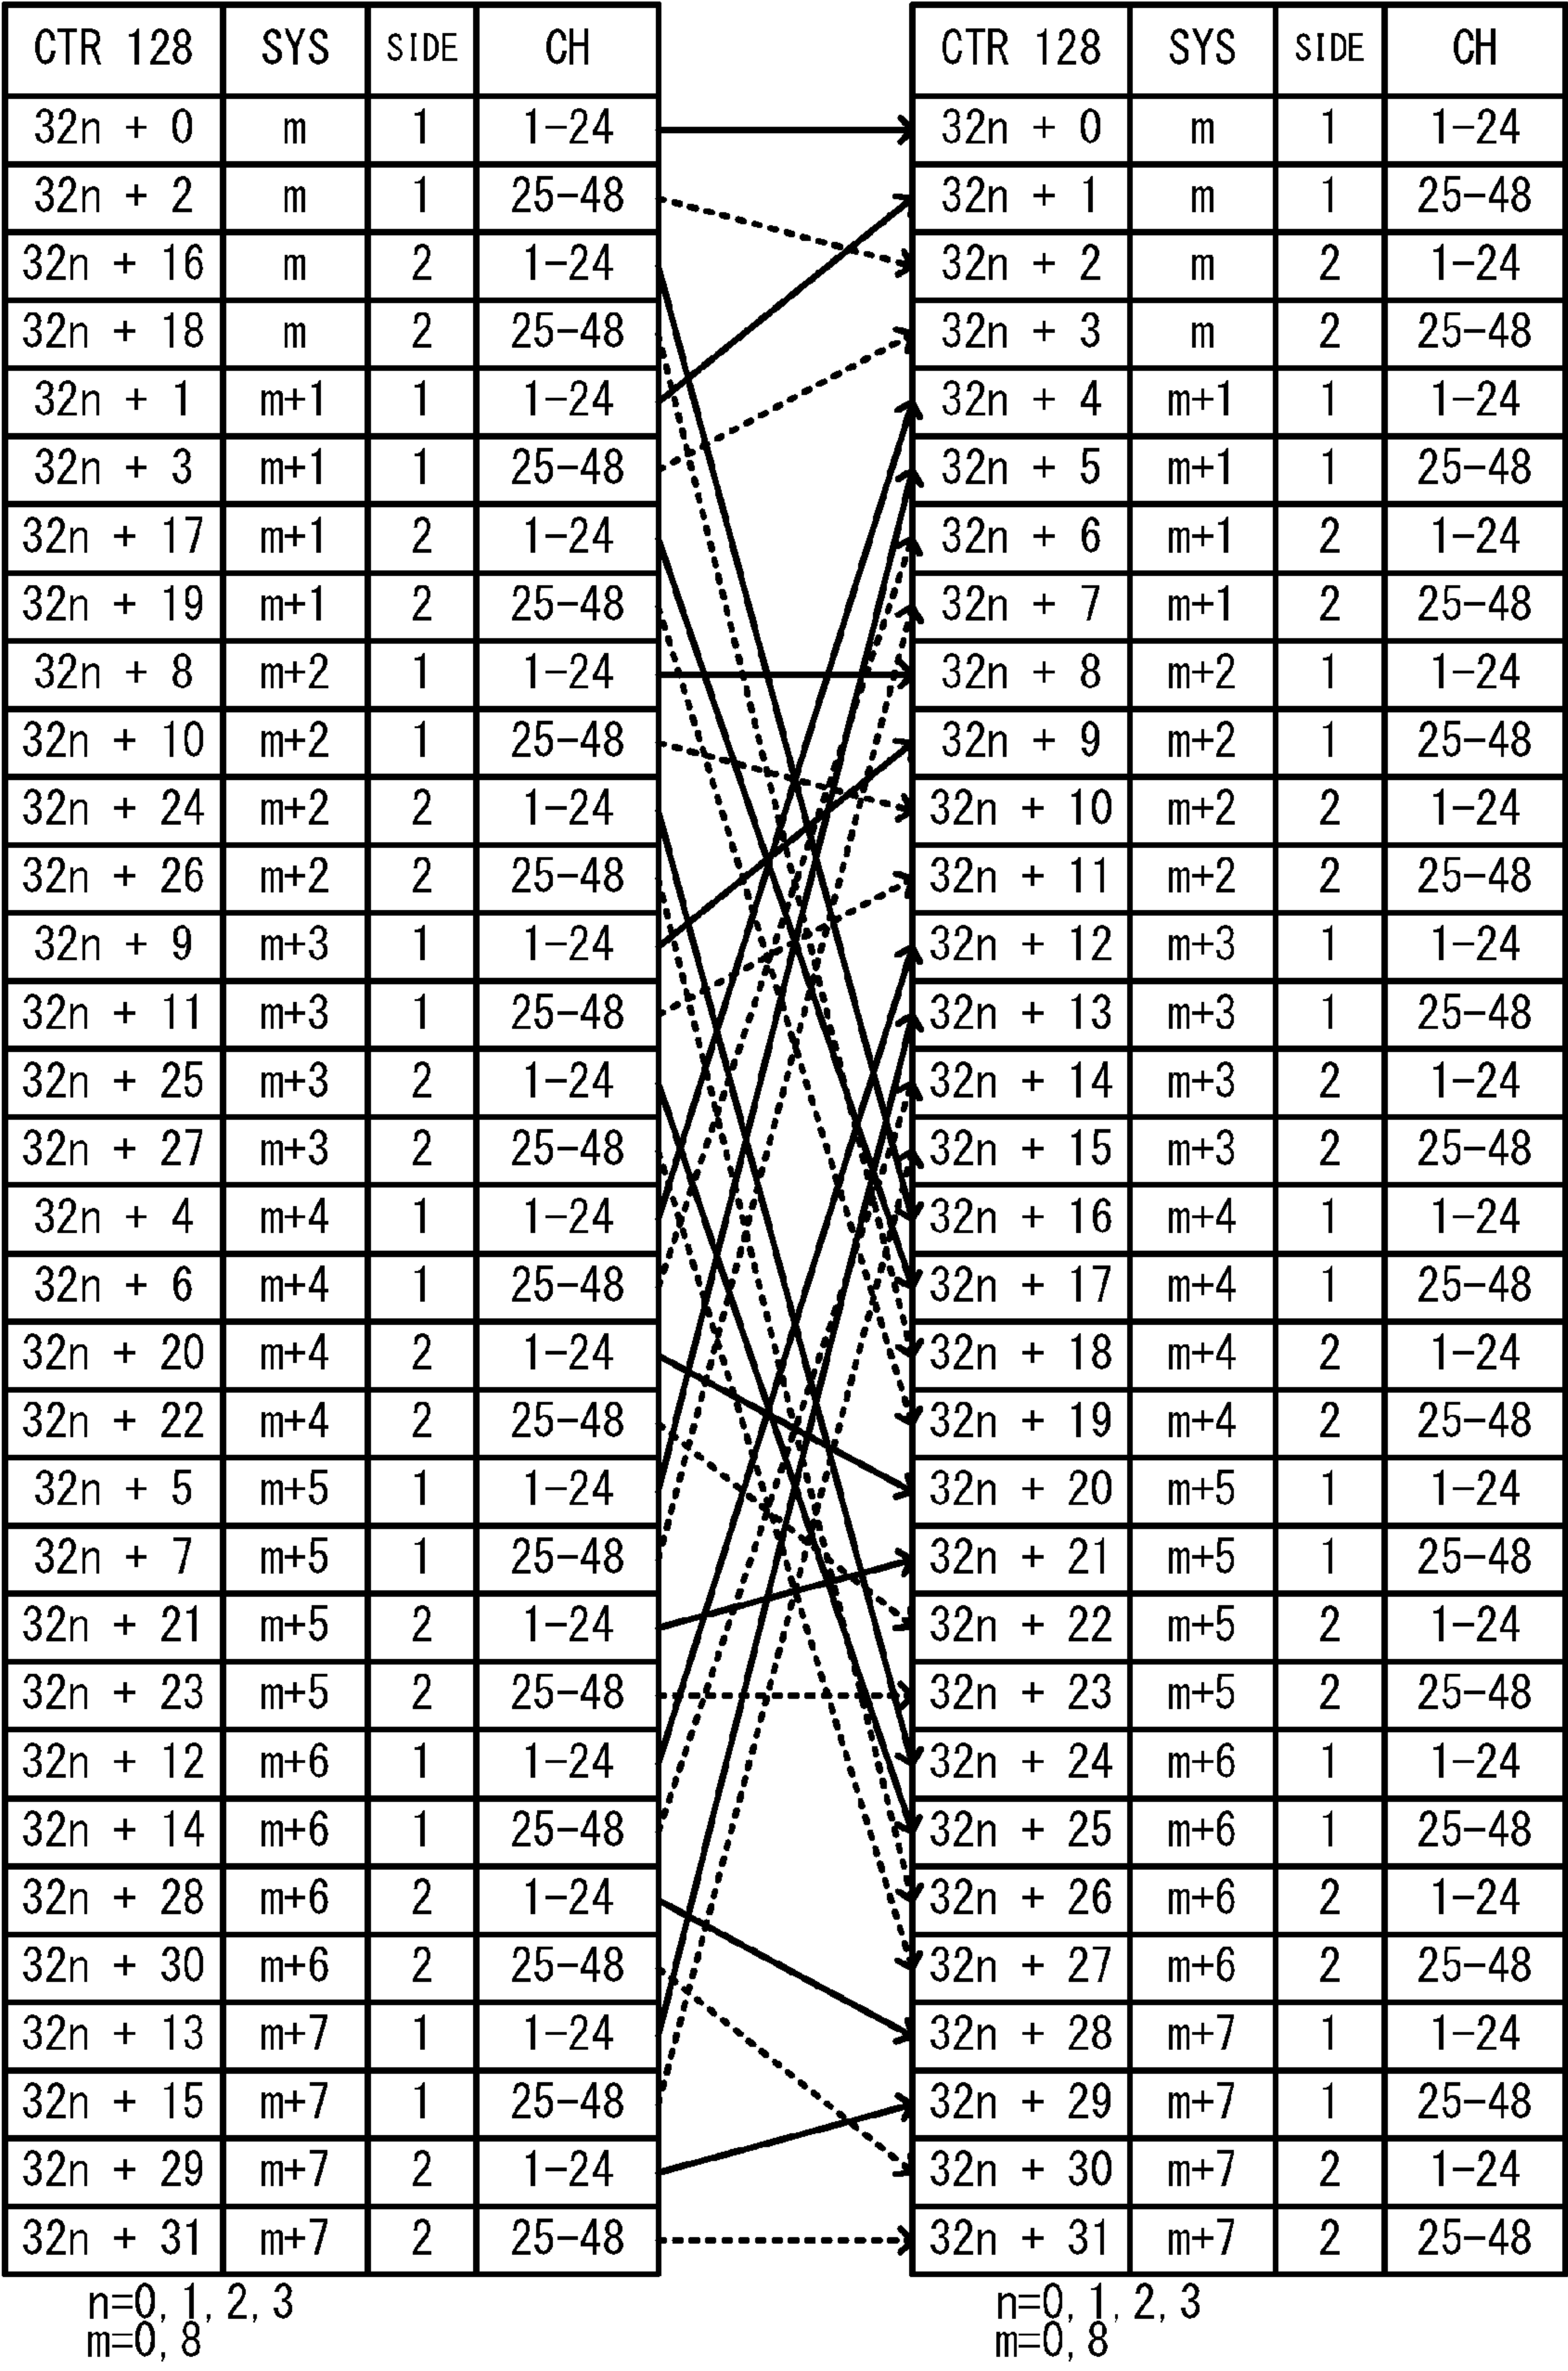 CTR 128 SYS SIDE CH CTR 128 SYS SIDE CH
32n + 0 m 1 1-24 32n + 0 m 1 1-24
32n + 2 m 1 25-48 32n + 1 m 1 25-48
32n + 16 m 2 1-24 32n + 2 m 2 1-24
32n + 18 m 2 25-48 32n + 3 m 2 25-48
32n + 1 m+1 1 1-24 32n + 4 m+1 1 1-24
32n + 3 m+1 1 25-48 32n + 5 m+1 1 25-48
32n + 17 m+1 2 1-24 32n + 6 m+1 2 1-24
32n + 19 m+1 2 25-48 32n + 7 m+1 2 25-48
32n + 8 m+2 1 1-24 32n + 8 m+2 1 1-24
32n + 10 m+2 1 25-48 32n + 9 m+2 1 25-48
32n + 24 m+2 2 1-24 32n + 10 m+2 2 1-24
32n + 26 m+2 2 25-48 32n + 11 m+2 2 25-48
32n + 9 m+3 1 1-24 32n + 12 m+3 1 1-24
32n + 11 m+3 1 25-48 32n + 13 m+3 1 25-48
32n + 25 m+3 2 1-24 32n + 14 m+3 2 1-24
32n + 27 m+3 2 25-48 32n + 15 m+3 2 25-48
32n + 4 m+4 1 1-24 32n + 16 m+4 1 1-24
32n + 6 m+4 1 25-48 32n + 17 m+4 1 25-48
32n + 20 m+4 2 1-24 32n + 18 m+4 2 1-24
32n + 22 m+4 2 25-48 32n + 19 m+4 2 25-48
32n + 5 m+5 1 1-24 32n + 20 m+5 1 1-24
32n + 7 m+5 1 25-48 32n + 21 m+5 1 25-48
32n + 21 m+5 2 1-24 32n + 22 m+5 2 1-24
32n + 23 m+5 2 25-48 32n + 23 m+5 2 25-48
32n + 12 m+6 1 1-24 32n + 24 m+6 1 1-24
32n + 14 m+6 1 25-48 32n + 25 m+6 1 25-48
32n + 28 m+6 2 1-24 32n + 26 m+6 2 1-24
32n + 30 m+6 2 25-48 32n + 27 m+6 2 25-48
32n + 13 m+7 1 1-24 32n + 28 m+7 1 1-24
32n + 15 m+7 1 25-48 32n + 29 m+7 1 25-48
32n + 29 m+7 2 1-24 32n + 30 m+7 2 1-24
32n + 31 m+7 2 25-48 32n + 31 m+7 2 25-48
n=0, 1, 2, 3 n=0, 1, 2, 3
m=0, 8 m=0, 8